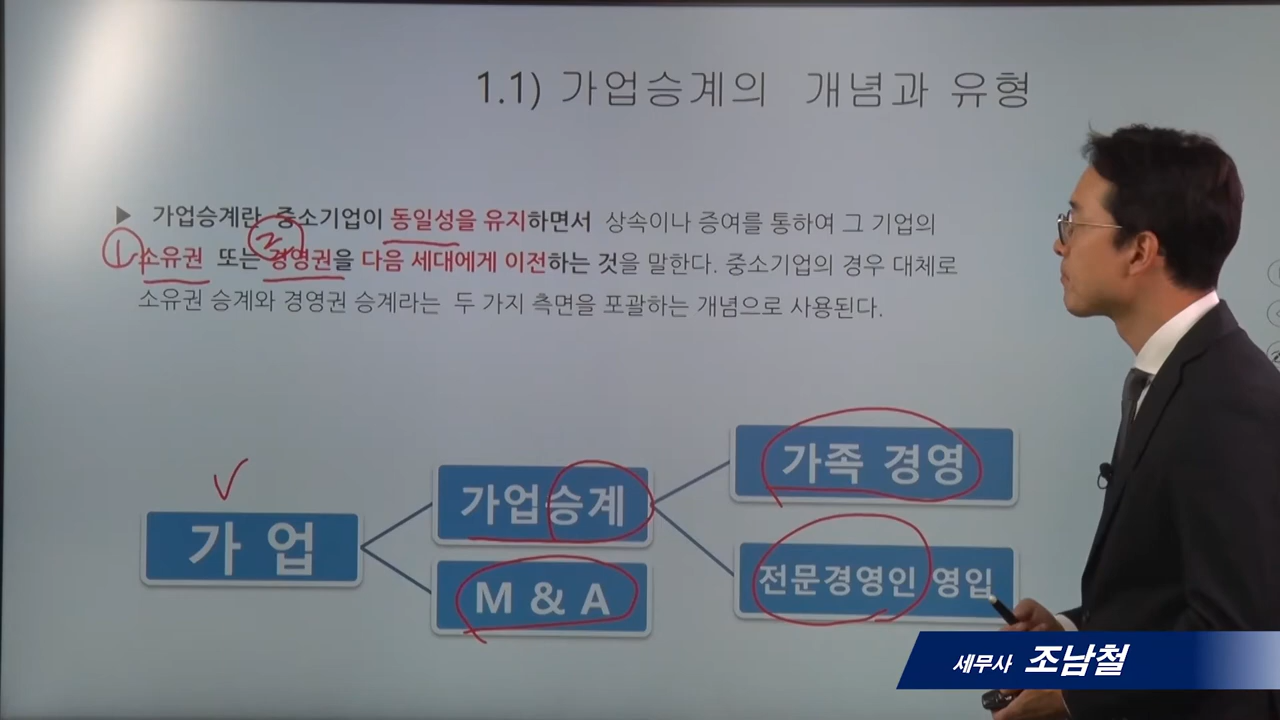 1.1) 가업승계의 개념과 유형
▶ 가업승계란 중소기업이 동일성을 유지하면서 상속이나 증여를 통하여 그 기업의
① 소유권 또는 ② 경영권을 다음 세대에게 이전하는 것을 말한다. 중소기업의 경우 대체로
소유권 승계와 경영권 승계라는 두 가지 측면을 포괄하는 개념으로 사용된다.
가족 경영
가업승계
가 업
전문경영인 영입
M & A
세무사 조남철